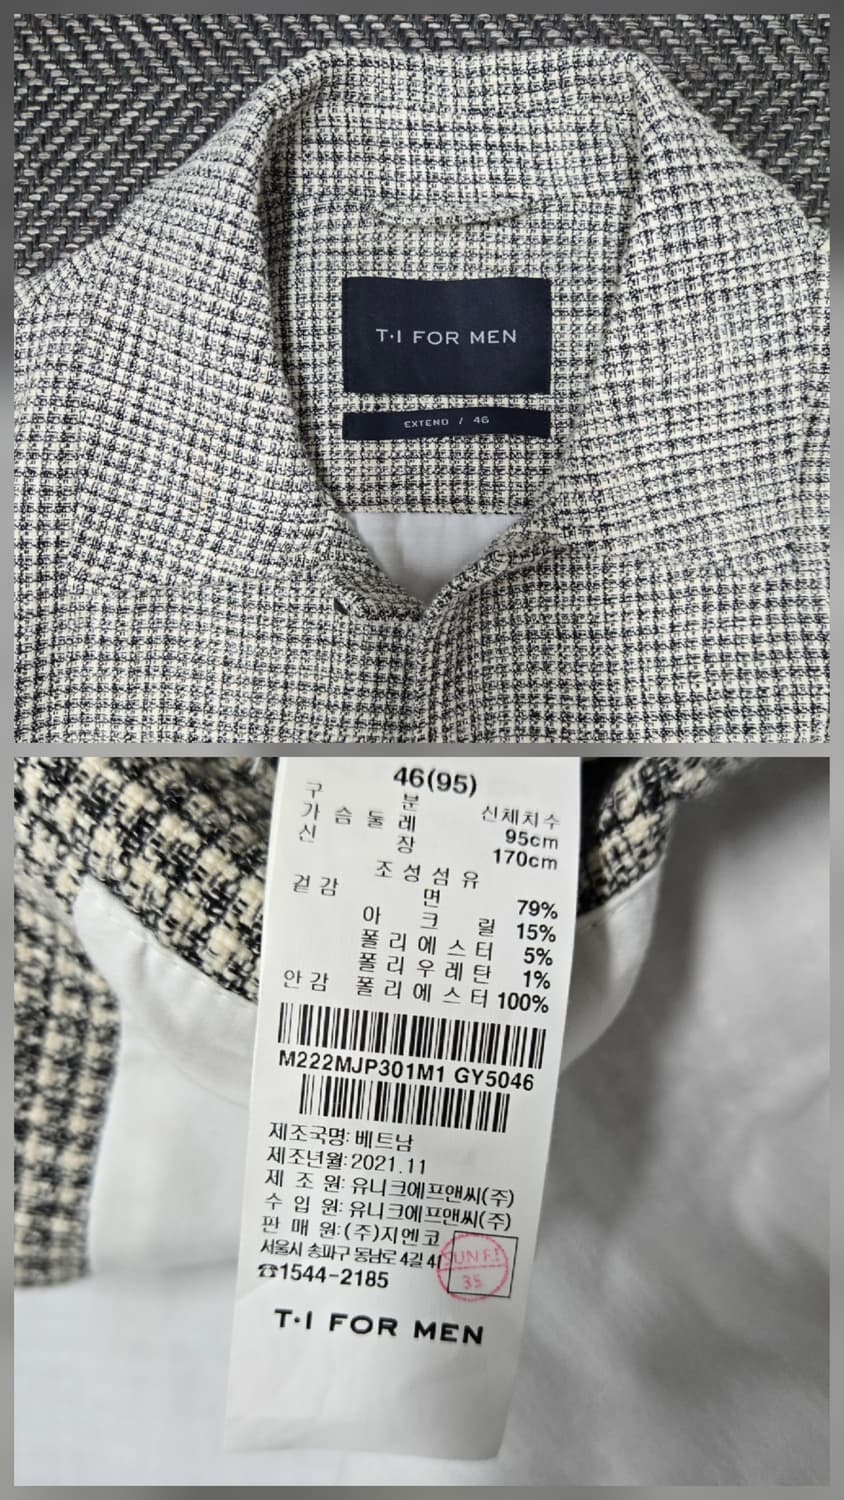 T·I FOR MEN
EXTEND / 46
46(95)
구 분 신체치수
가 슴 둘 레 95cm
신 장 170cm
조 성 섬 유
겉 감 면 79%
아 크 릴 15%
폴 리 에 스 터 5%
폴 리 우 레 탄 1%
안 감 폴 리 에 스 터 100%
M222MJP301M1 GY5046
제조국명: 베트남
제조년월: 2021.11
제 조 원: 유니크에프앤씨(주)
수 입 원: 유니크에프앤씨(주)
판 매 원: (주)지엔코
서울시 송파구 동남로 4길 4
☎1544-2185
35
T·I FOR MEN